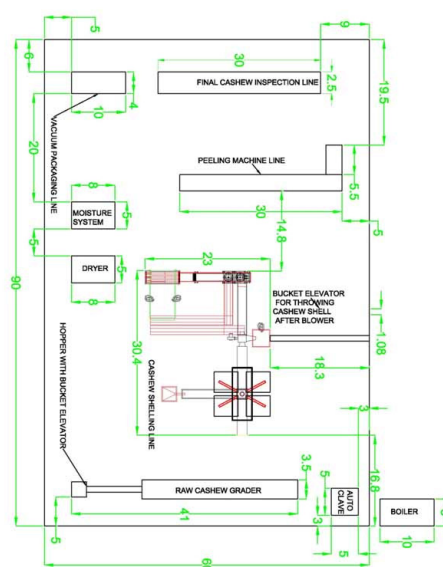 5
9
6
30
FINAL CASHEW INSPECTION LINE
2.5
19.5
4
10
VACUUM PACKAGING LINE
20
PEELING MACHINE LINE
5.5
30
14.8
5
8
MOISTURE
SYSTEM
5
5
DRYER
5
8
23
BUCKET ELEVATOR
FOR THROWING
CASHEW SHELL
AFTER BLOWER
1.08
18.3
90
30.4
CASHEW SHELLING LINE
HOPPER WITH BUCKET ELEVATOR
3
16.8
3.5
RAW CASHEW GRADER
41
5
5
AUTO
CLAVE
3
5
BOILER
10
60